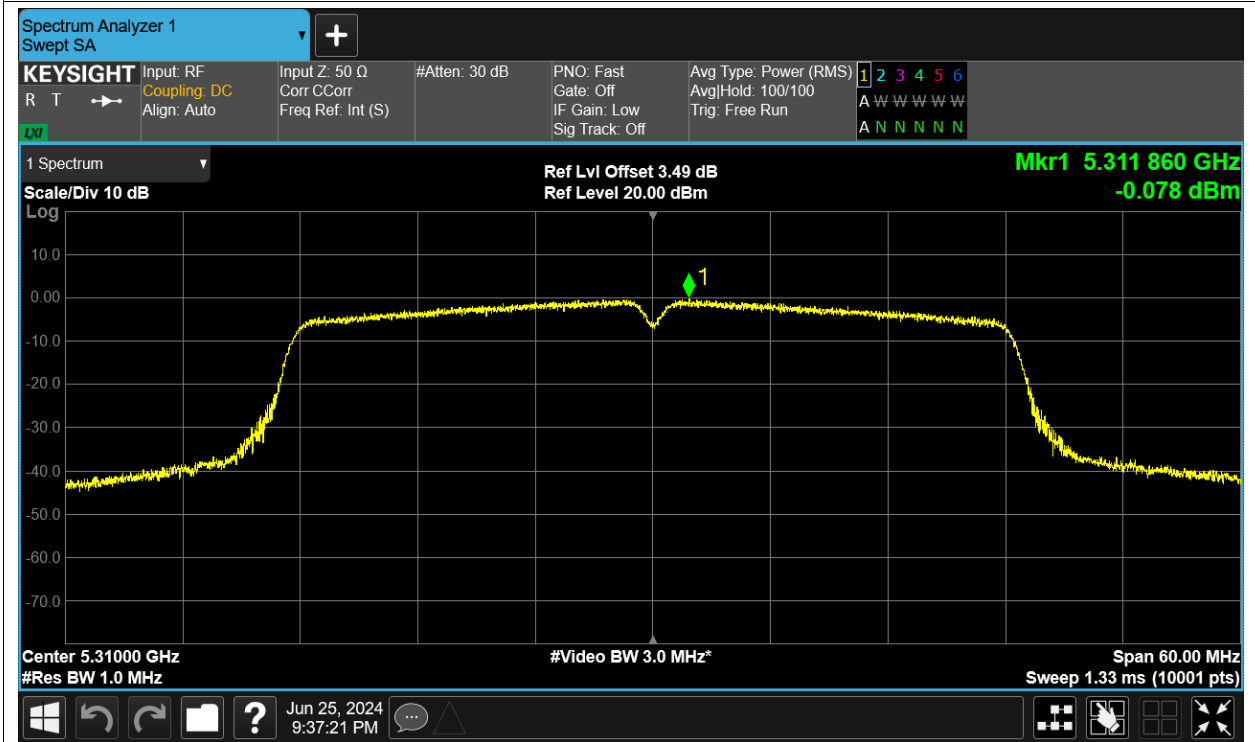 Spectrum Analyzer 1
Swept SA
KEYSIGHT
R T
LXI
Input: RF
Coupling: DC
Align: Auto
Input Z: 50 Ω
Corr CCorr
Freq Ref: Int (S)
#Atten: 30 dB
PNO: Fast
Gate: Off
IF Gain: Low
Sig Track: Off
Avg Type: Power (RMS)
Avg|Hold: 100/100
Trig: Free Run
1 2 3 4 5 6
A W W W W W
A N N N N N
1 Spectrum
Scale/Div 10 dB
Ref Lvl Offset 3.49 dB
Ref Level 20.00 dBm
Mkr1 5.311 860 GHz
-0.078 dBm
Log
10.0
0.00
-10.0
-20.0
-30.0
-40.0
-50.0
-60.0
-70.0
1
Center 5.31000 GHz
#Res BW 1.0 MHz
#Video BW 3.0 MHz*
Span 60.00 MHz
Sweep 1.33 ms (10001 pts)
?
Jun 25, 2024
9:37:21 PM